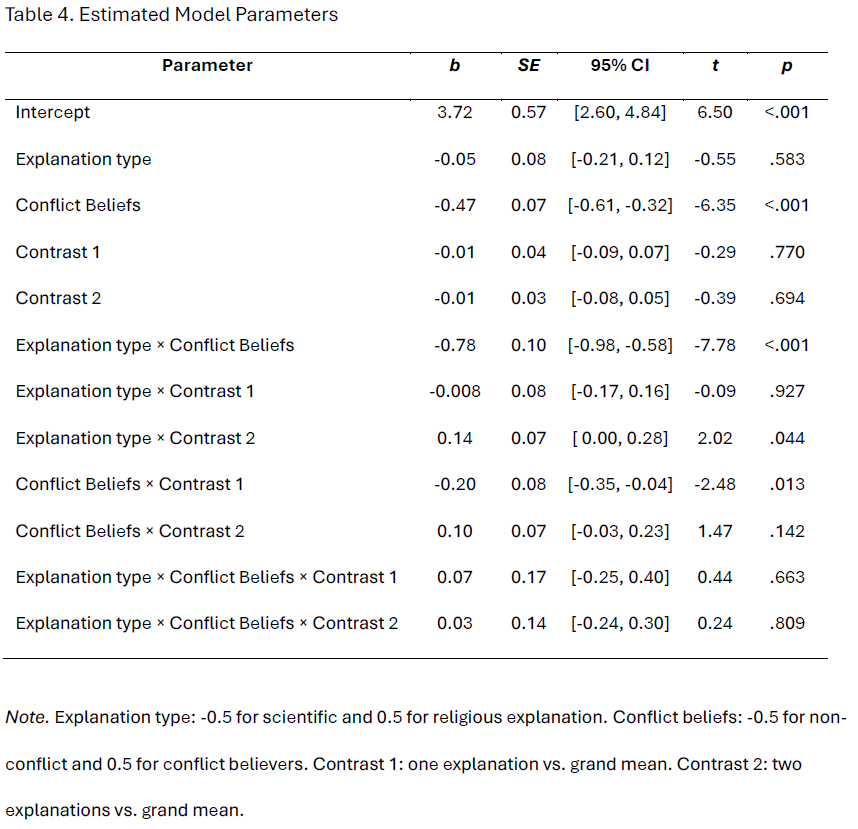 Table 4. Estimated Model Parameters
Parameter b SE 95% CI t p
Intercept 3.72 0.57 [2.60, 4.84] 6.50 <.001
Explanation type -0.05 0.08 [-0.21, 0.12] -0.55 .583
Conflict Beliefs -0.47 0.07 [-0.61, -0.32] -6.35 <.001
Contrast 1 -0.01 0.04 [-0.09, 0.07] -0.29 .770
Contrast 2 -0.01 0.03 [-0.08, 0.05] -0.39 .694
Explanation type × Conflict Beliefs -0.78 0.10 [-0.98, -0.58] -7.78 <.001
Explanation type × Contrast 1 -0.008 0.08 [-0.17, 0.16] -0.09 .927
Explanation type × Contrast 2 0.14 0.07 [ 0.00, 0.28] 2.02 .044
Conflict Beliefs × Contrast 1 -0.20 0.08 [-0.35, -0.04] -2.48 .013
Conflict Beliefs × Contrast 2 0.10 0.07 [-0.03, 0.23] 1.47 .142
Explanation type × Conflict Beliefs × Contrast 1 0.07 0.17 [-0.25, 0.40] 0.44 .663
Explanation type × Conflict Beliefs × Contrast 2 0.03 0.14 [-0.24, 0.30] 0.24 .809
Note. Explanation type: -0.5 for scientific and 0.5 for religious explanation. Conflict beliefs: -0.5 for non-
conflict and 0.5 for conflict believers. Contrast 1: one explanation vs. grand mean. Contrast 2: two
explanations vs. grand mean.